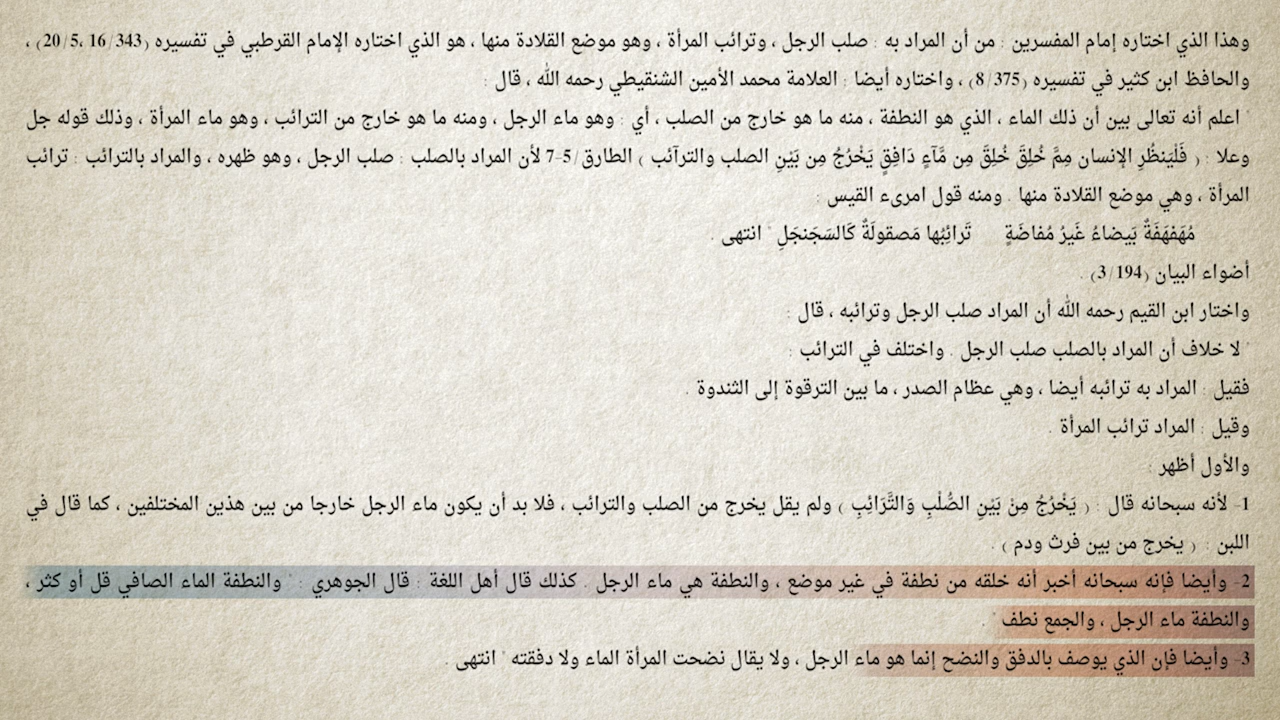 وهذا الذي اختاره إمام المفسرين : من أن المراد به : صلب الرجل ، وترائب المرأة ، وهو موضع القلادة منها ، هو الذي اختاره الإمام القرطبي في تفسيره (343/ 16 ،5/ 20) ،
والحافظ ابن كثير في تفسيره (375/ 8) ، واختاره أيضا : العلامة محمد الأمين الشنقيطي رحمه الله ، قال :
" اعلم أنه تعالى بين أن ذلك الماء ، الذي هو النطفة ، منه ما هو خارج من الصلب ، أي : وهو ماء الرجل ، ومنه ما هو خارج من الترائب ، وهو ماء المرأة ، وذلك قوله جل
وعلا : ( فَلْيَنظُرِ الإنسان مِمَّ خُلِقَ خُلِقَ مِن مَّآءٍ دَافِقٍ يَخْرُجُ مِن بَيْنِ الصلب والترآئب ) الطارق/5-7 لأن المراد بالصلب : صلب الرجل ، وهو ظهره ، والمراد بالترائب : ترائب
المرأة ، وهي موضع القلادة منها . ومنه قول امرىء القيس :
مُهَفهَفَةٌ بَيضاءُ غَيرُ مُفاضَةٍ تَرائِبُها مَصقولَةٌ كَالسَجَنجَلِ " انتهى .
أضواء البيان (194/ 3) .
واختار ابن القيم رحمه الله أن المراد صلب الرجل وترائبه ، قال :
" لا خلاف أن المراد بالصلب صلب الرجل . واختلف في الترائب :
فقيل : المراد به ترائبه أيضا ، وهي عظام الصدر ، ما بين الترقوة إلى الثندوة .
وقيل : المراد ترائب المرأة .
والأول أظهر :
1- لأنه سبحانه قال : ( يَخْرُجُ مِنْ بَيْنِ الصُّلْبِ وَالتَّرَائِبِ ) ولم يقل يخرج من الصلب والترائب ، فلا بد أن يكون ماء الرجل خارجا من بين هذين المختلفين ، كما قال في
اللبن : ( يخرج من بين فرث ودم ) .
2- وأيضا فإنه سبحانه أخبر أنه خلقه من نطفة في غير موضع ، والنطفة هي ماء الرجل . كذلك قال أهل اللغة : قال الجوهري : " والنطفة الماء الصافي قل أو كثر ،
والنطفة ماء الرجل ، والجمع نطف " .
3- وأيضا فإن الذي يوصف بالدفق والنضح إنما هو ماء الرجل ، ولا يقال نضحت المرأة الماء ولا دفقته " انتهى .